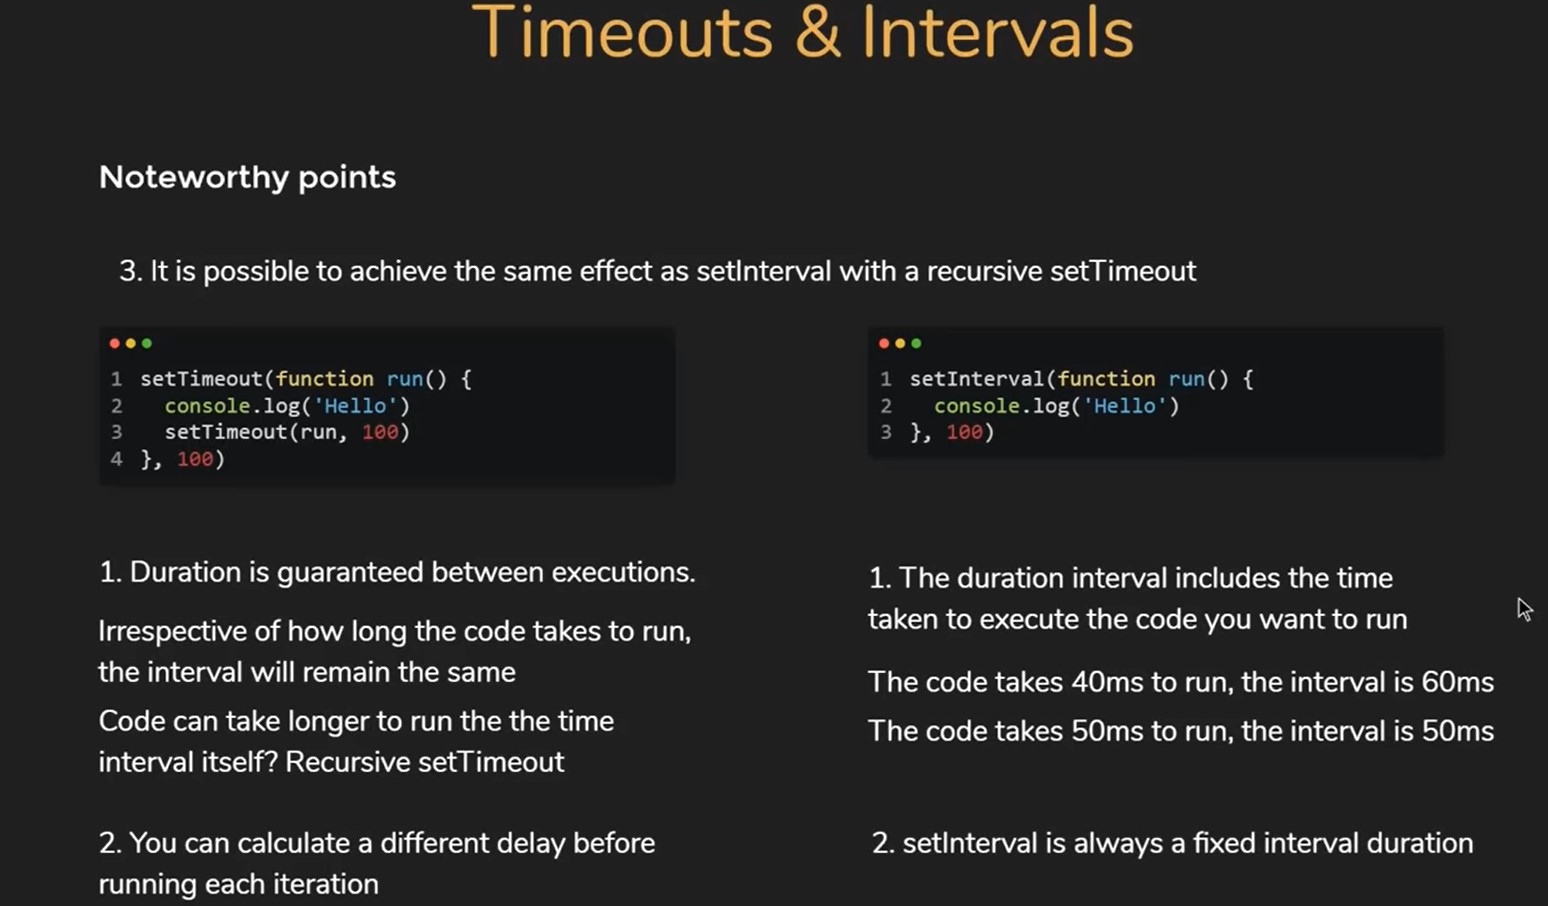 Timeouts & Intervals
Noteworthy points
3. It is possible to achieve the same effect as setInterval with a recursive setTimeout
1 setTimeout(function run() {
2   console.log('Hello')
3   setTimeout(run, 100)
4 }, 100)
1 setInterval(function run() {
2   console.log('Hello')
3 }, 100)
1. Duration is guaranteed between executions.
Irrespective of how long the code takes to run,
the interval will remain the same
Code can take longer to run the the time
interval itself? Recursive setTimeout
2. You can calculate a different delay before
running each iteration
1. The duration interval includes the time
taken to execute the code you want to run
The code takes 40ms to run, the interval is 60ms
The code takes 50ms to run, the interval is 50ms
2. setInterval is always a fixed interval duration